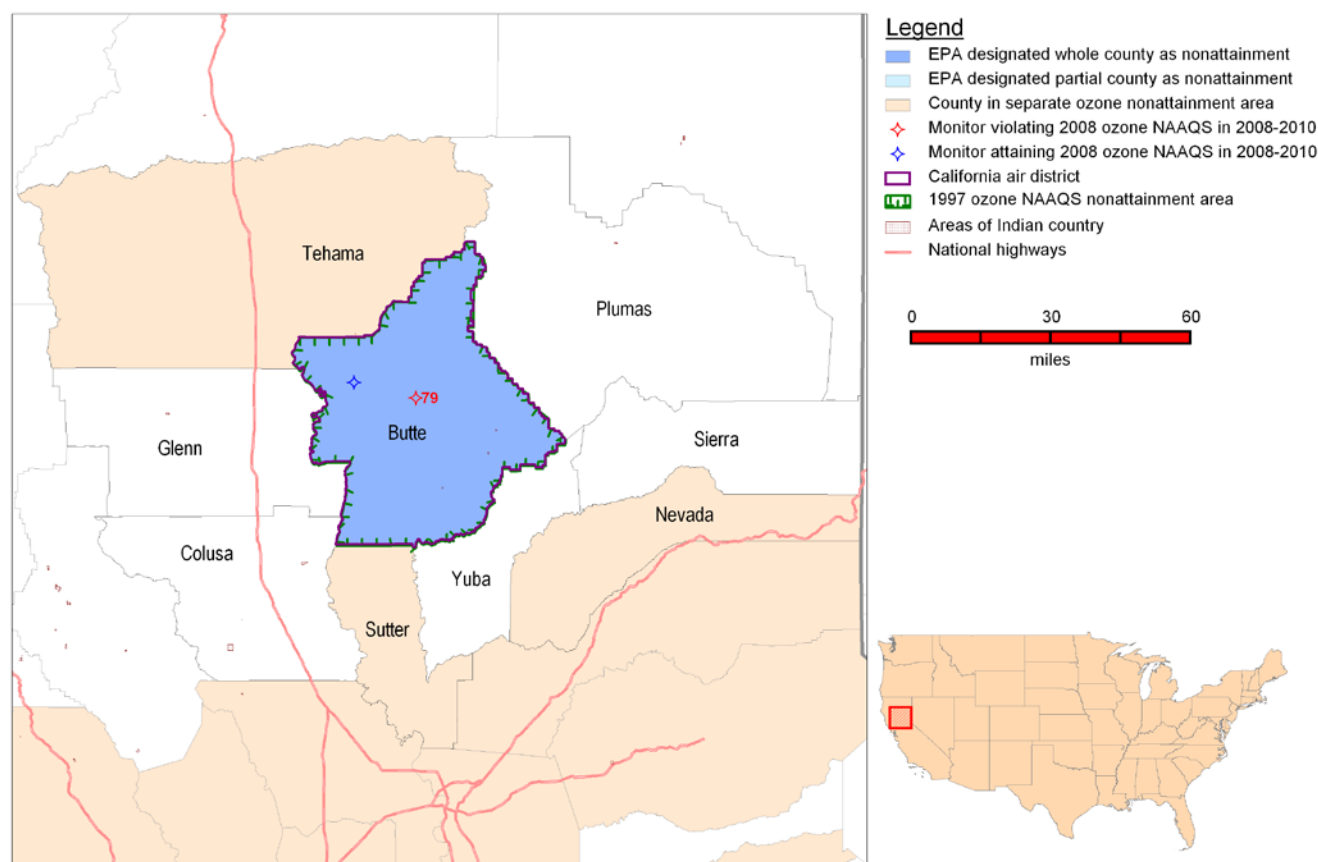 Tehama
Plumas
79
Butte
Glenn
Sierra
Nevada
Colusa
Yuba
Sutter
Legend
EPA designated whole county as nonattainment
EPA designated partial county as nonattainment
County in separate ozone nonattainment area
Monitor violating 2008 ozone NAAQS in 2008-2010
Monitor attaining 2008 ozone NAAQS in 2008-2010
California air district
1997 ozone NAAQS nonattainment area
Areas of Indian country
National highways
0 30 60
miles